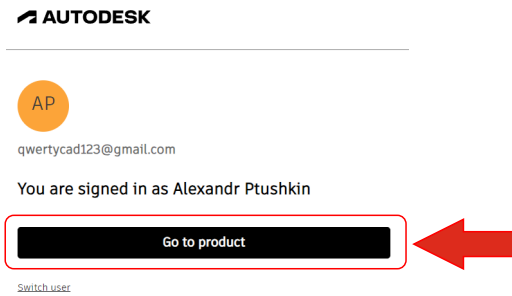 AUTODESK
AP
qwertycad123@gmail.com
You are signed in as Alexandr Ptushkin
Go to product
Switch user